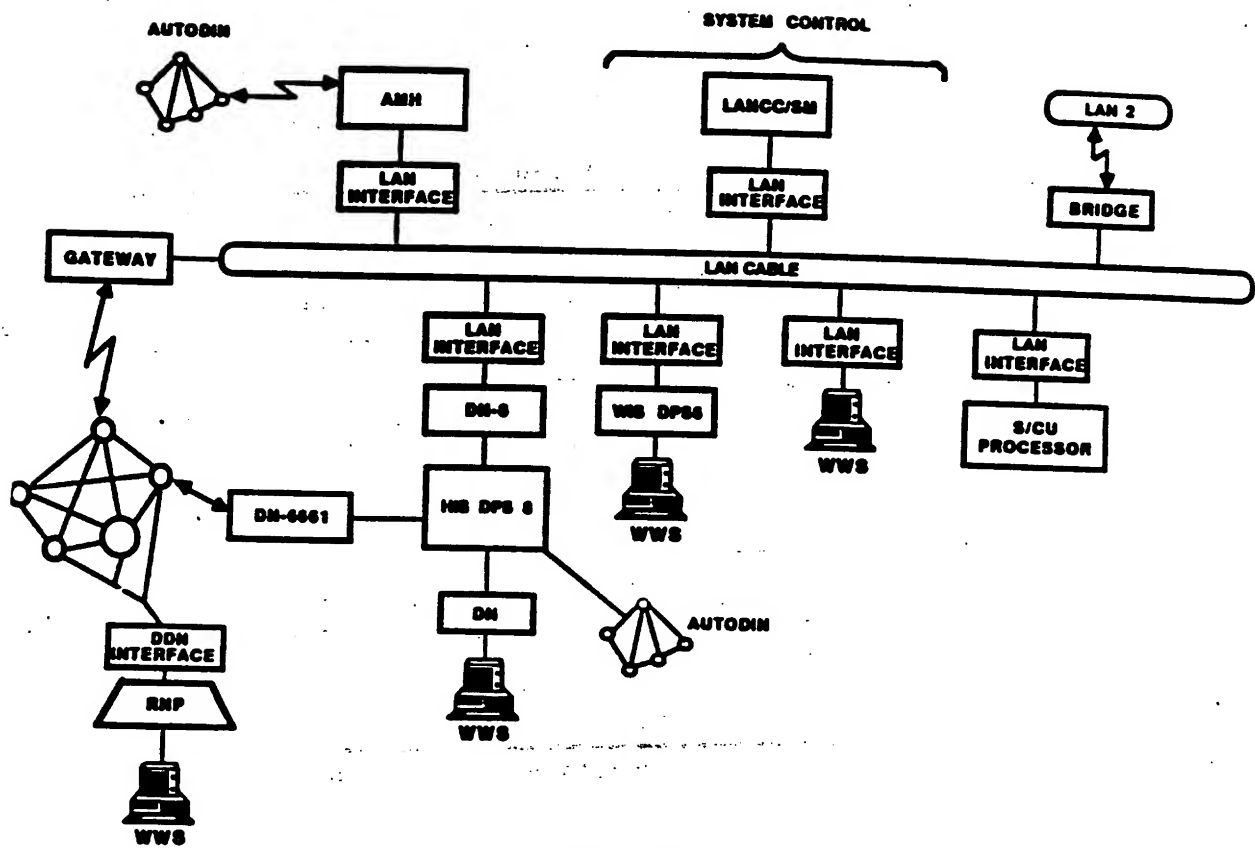 SYSTEM CONTROL
AUTODIN
AMH
LANCC/SM
LAN 2
LAN
INTERFACE
LAN
INTERFACE
BRIDGE
GATEWAY
LAN CABLE
LAN
INTERFACE
LAN
INTERFACE
LAN
INTERFACE
LAN
INTERFACE
DN-8
WIS DPS6
S/CU
PROCESSOR
WWS
HIS DPS 8
DN-6661
WWS
DN
AUTODIN
DDN
INTERFACE
RNP
WWS
WWS